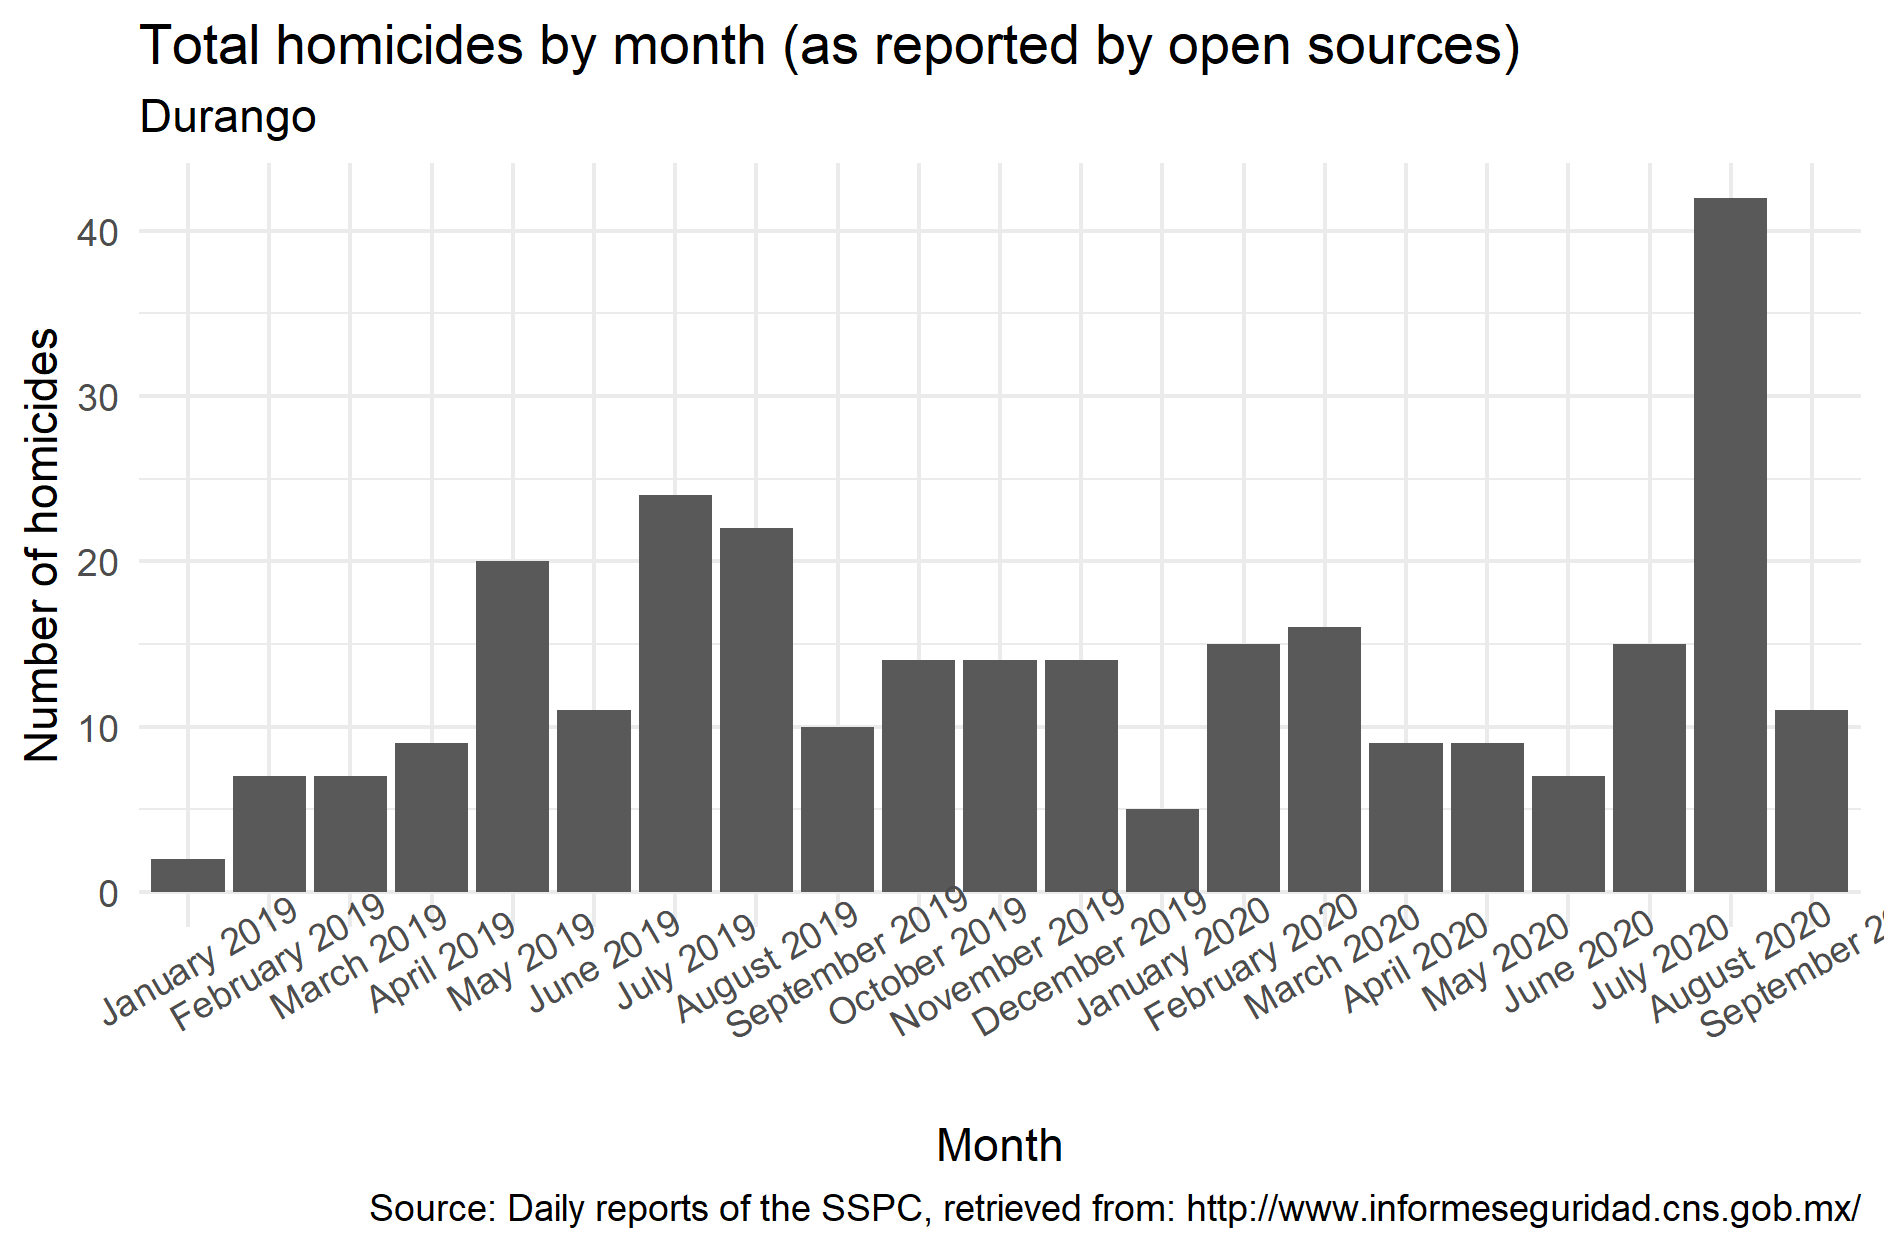 Total homicides by month (as reported by open sources)
Durango
Number of homicides
40
30
20
10
0
January 2019
February 2019
March 2019
April 2019
May 2019
June 2019
July 2019
August 2019
September 2019
October 2019
November 2019
December 2019
January 2020
February 2020
March 2020
April 2020
May 2020
June 2020
July 2020
August 2020
September 2
Month
Source: Daily reports of the SSPC, retrieved from: http://www.informeseguridad.cns.gob.mx/